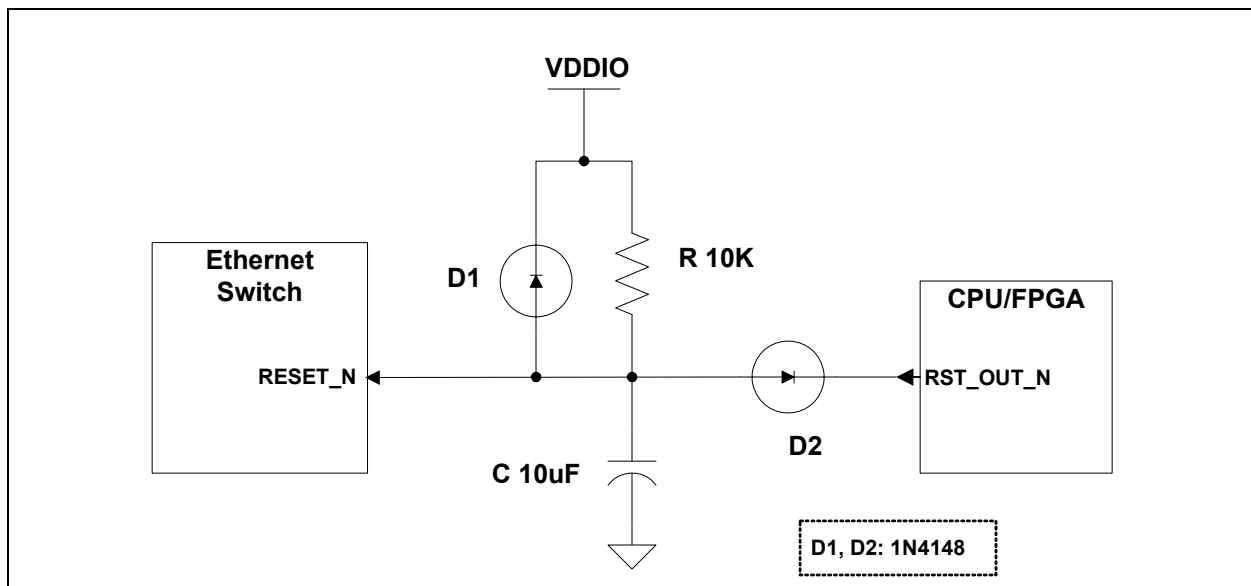 VDDIO
Ethernet
Switch
D1
R 10K
CPU/FPGA
RESET_N
RST_OUT_N
D2
C 10uF
D1, D2: 1N4148